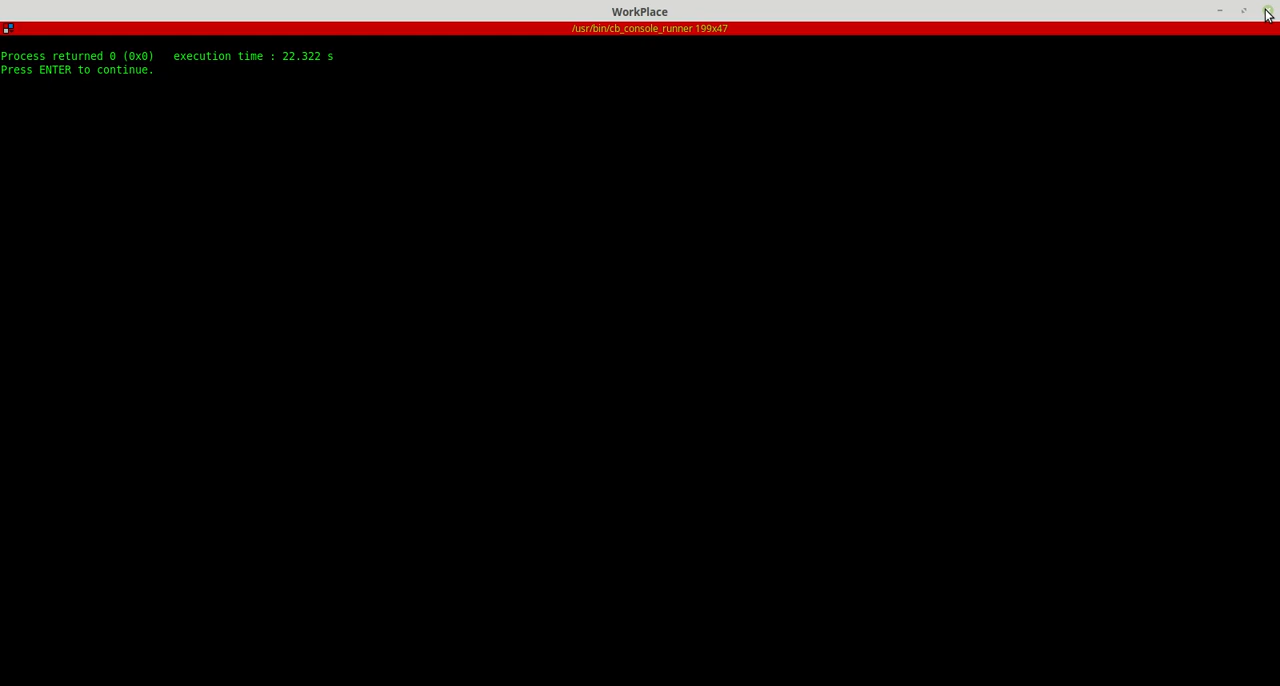 WorkPlace
/usr/bin/cb_console_runner 199x47
Process returned 0 (0x0)   execution time : 22.322 s
Press ENTER to continue.